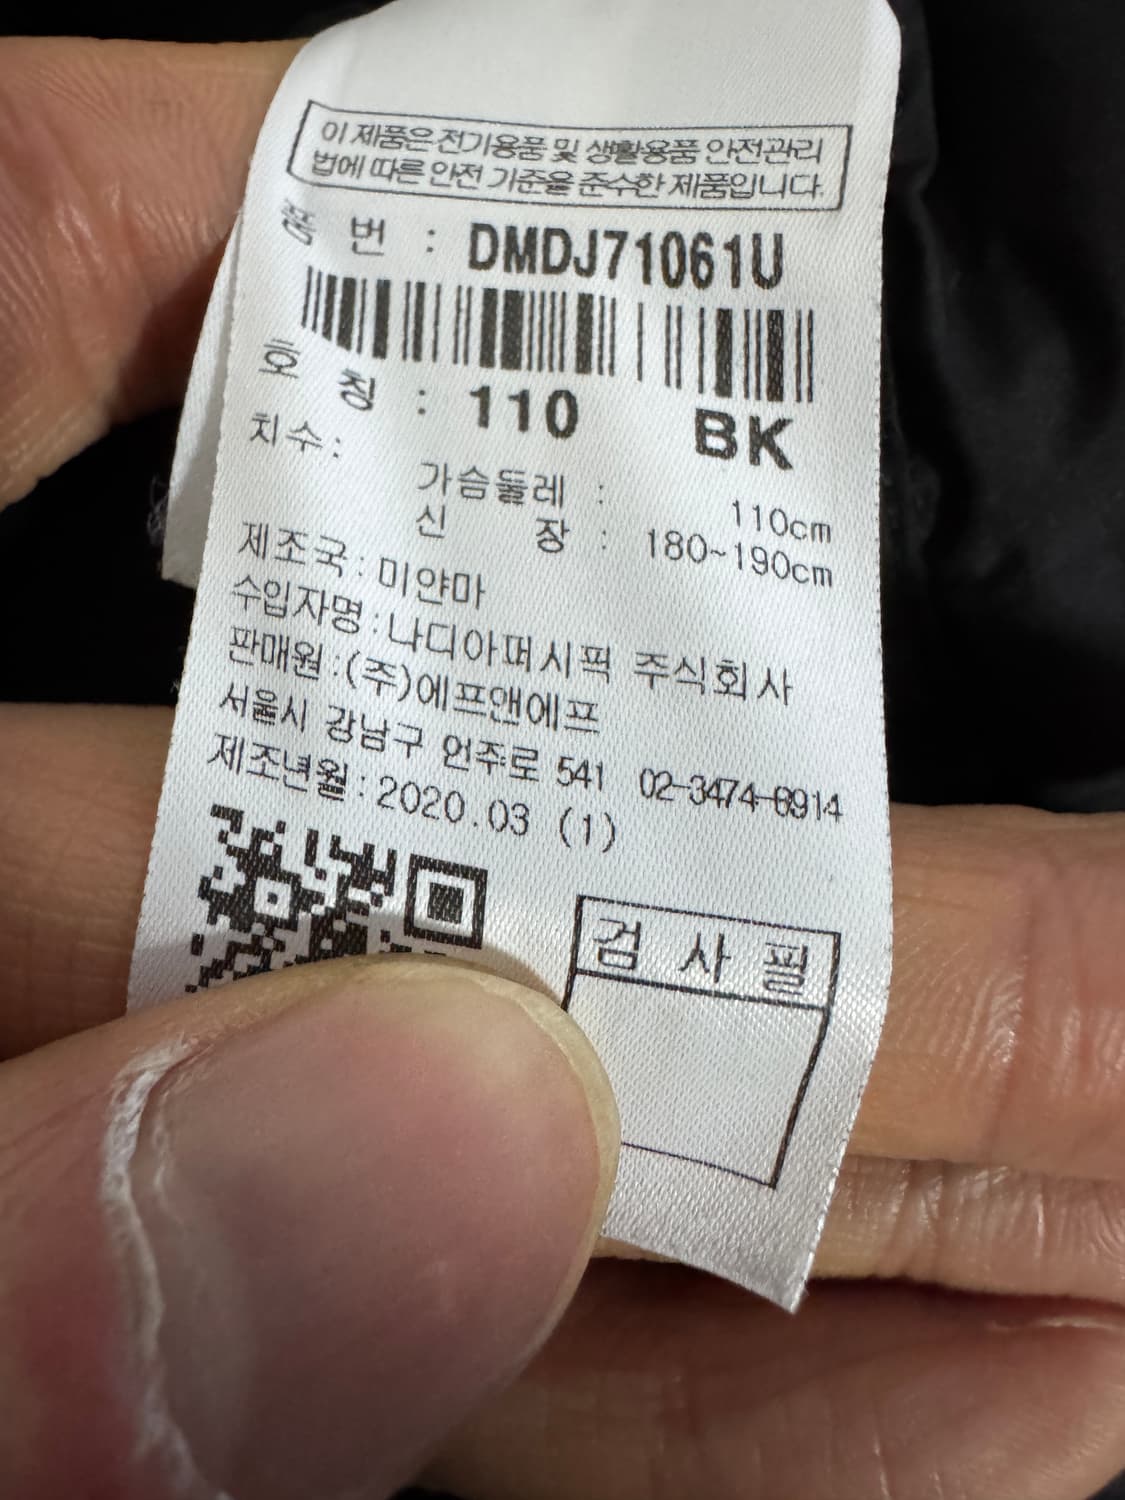 이 제품은 전기용품 및 생활용품 안전관리
법에 따른 안전 기준을 준수한 제품입니다.
품 번 : DMDJ71061U
호 칭 : 110 BK
치수:
가슴둘레 : 110cm
신 장 : 180~190cm
제조국 : 미얀마
수입자명 : 나디아퍼시픽 주식회사
판매원 : (주)에프앤에프
서울시 강남구 언주로 541 02-3474-6914
제조년월 : 2020.03 (1)
검 사 필